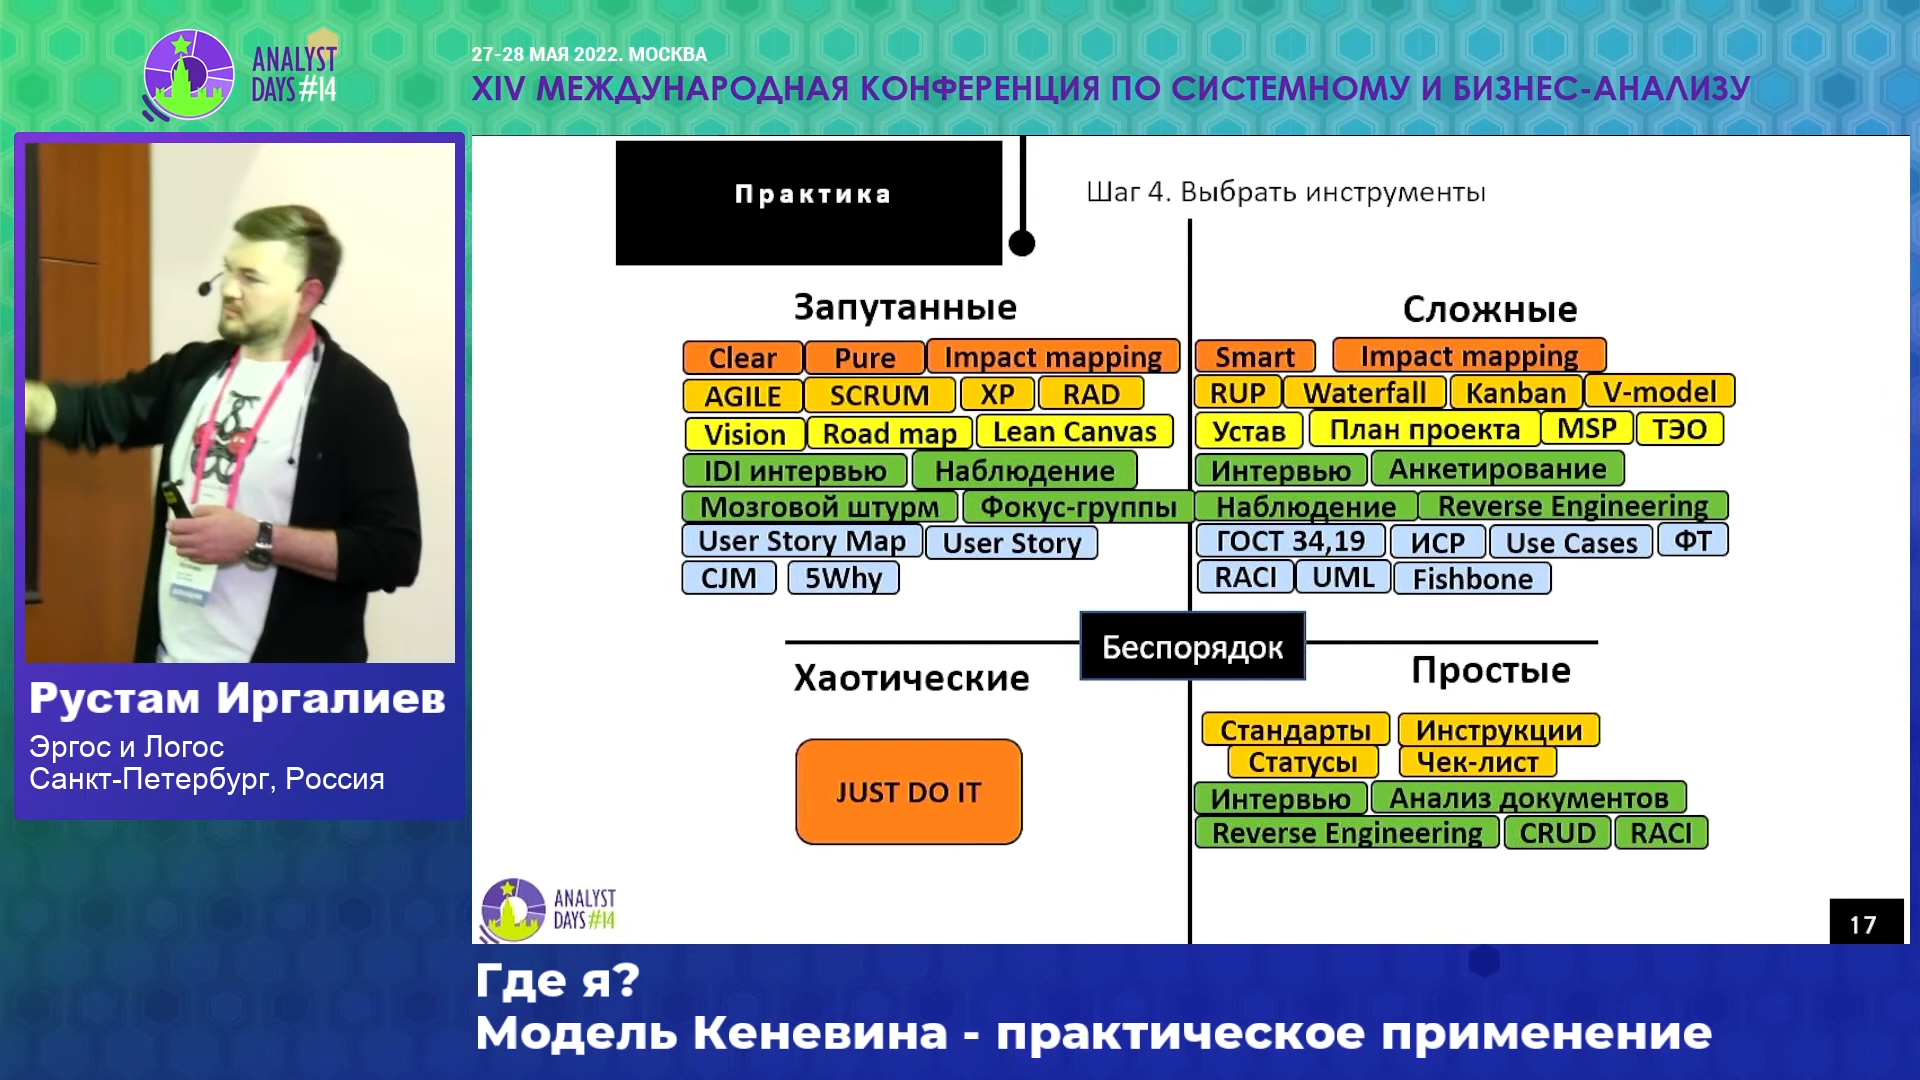 ANALYST
DAYS#14
27-28 МАЯ 2022. МОСКВА
XIV МЕЖДУНАРОДНАЯ КОНФЕРЕНЦИЯ ПО СИСТЕМНОМУ И БИЗНЕС-АНАЛИЗУ
Рустам Иргалиев
Эргос и Логос
Санкт-Петербург, Россия
Практика
Шаг 4. Выбрать инструменты
Запутанные
Clear Pure Impact mapping
AGILE SCRUM XP RAD
Vision Road map Lean Canvas
IDI интервью Наблюдение
Мозговой штурм Фокус-группы
User Story Map User Story
CJM 5Why
Сложные
Smart Impact mapping
RUP Waterfall Kanban V-model
Устав План проекта MSP ТЭО
Интервью Анкетирование
Наблюдение Reverse Engineering
ГОСТ 34,19 ИСР Use Cases ФТ
RACI UML Fishbone
Беспорядок
Хаотические
JUST DO IT
Простые
Стандарты Инструкции
Статусы Чек-лист
Интервью Анализ документов
Reverse Engineering CRUD RACI
ANALYST
DAYS#14
17
Где я?
Модель Кеневина - практическое применение